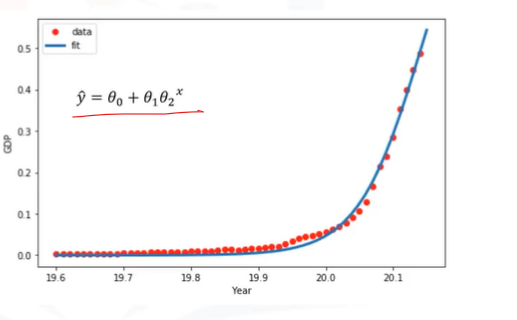 data
fit
ŷ = θ₀ + θ₁θ₂ˣ
GDP
0.5
0.4
0.3
0.2
0.1
0.0
19.6 19.7 19.8 19.9 20.0 20.1
Year